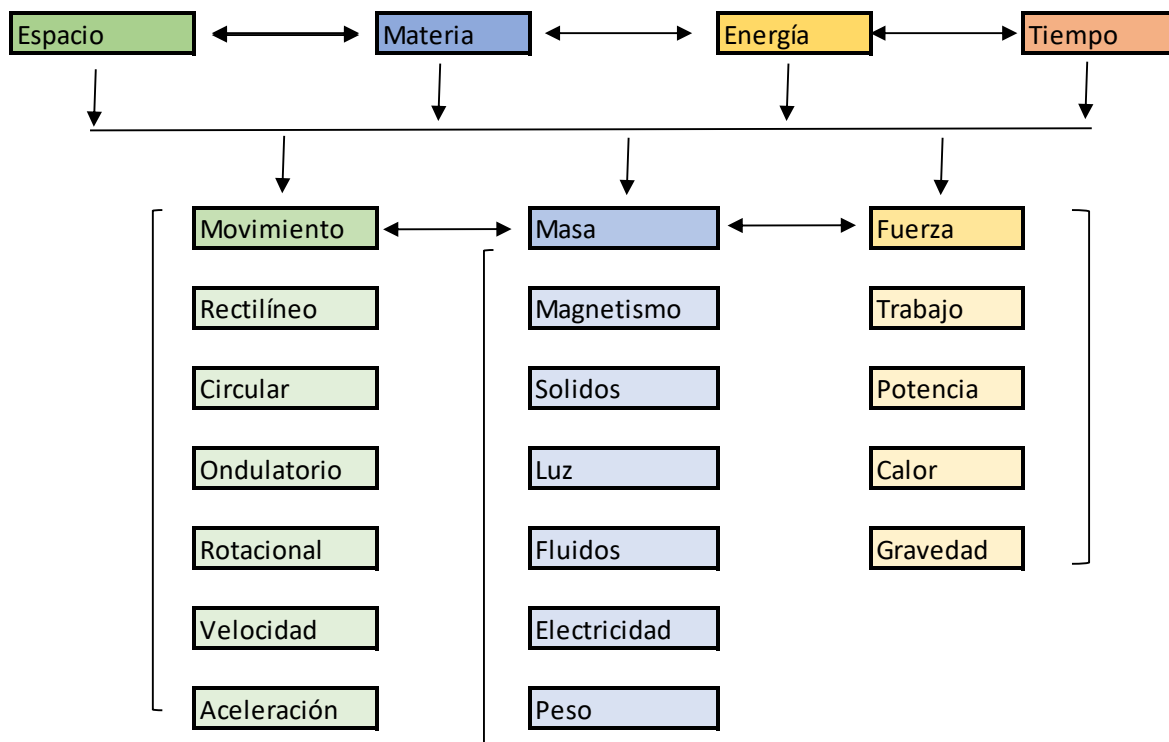 Espacio
Materia
Energía
Tiempo
Movimiento
Masa
Fuerza
Rectilíneo
Magnetismo
Trabajo
Circular
Solidos
Potencia
Ondulatorio
Luz
Calor
Rotacional
Fluidos
Gravedad
Velocidad
Electricidad
Aceleración
Peso